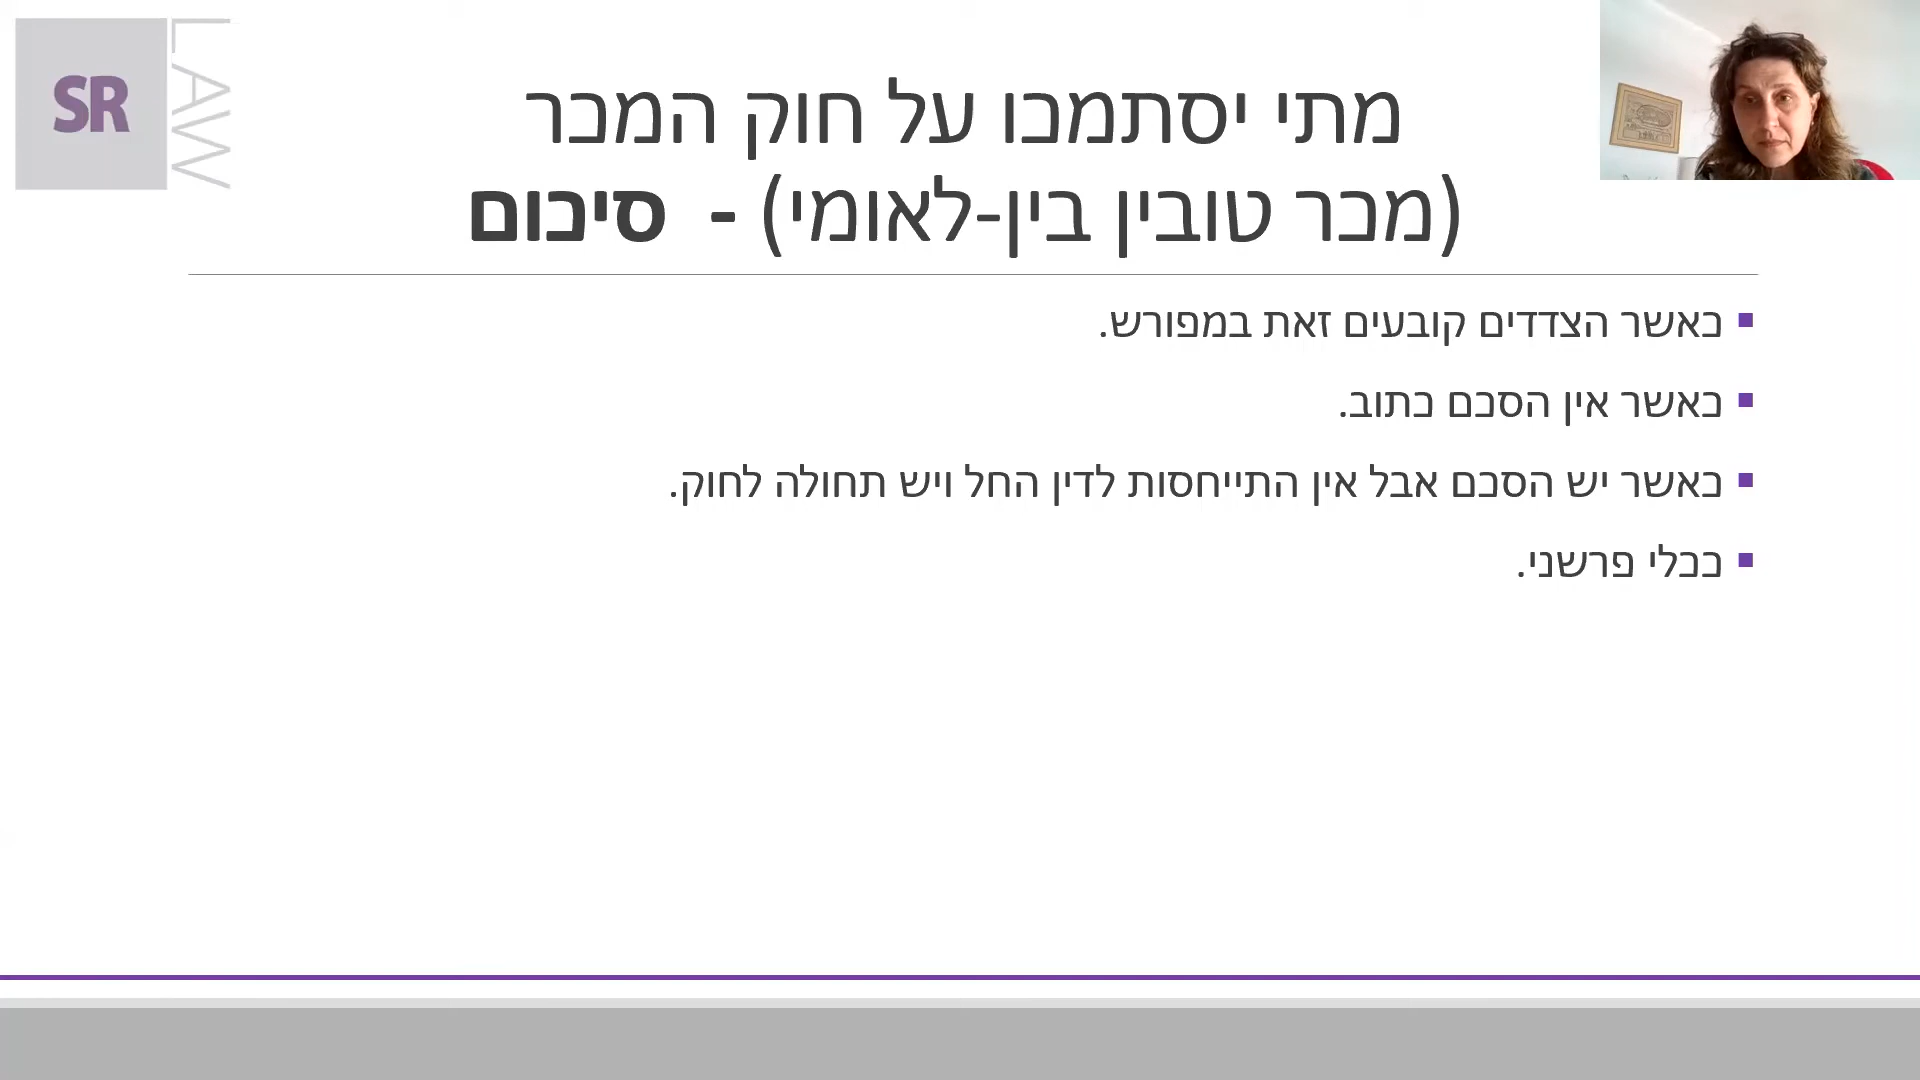 SR
LAW
מתי יסתמכו על חוק המכר
(מכר טובין בין-לאומי) - סיכום
כאשר הצדדים קובעים זאת במפורש.
כאשר אין הסכם כתוב.
כאשר יש הסכם אבל אין התייחסות לדין החל ויש תחולה לחוק.
ככלי פרשני.